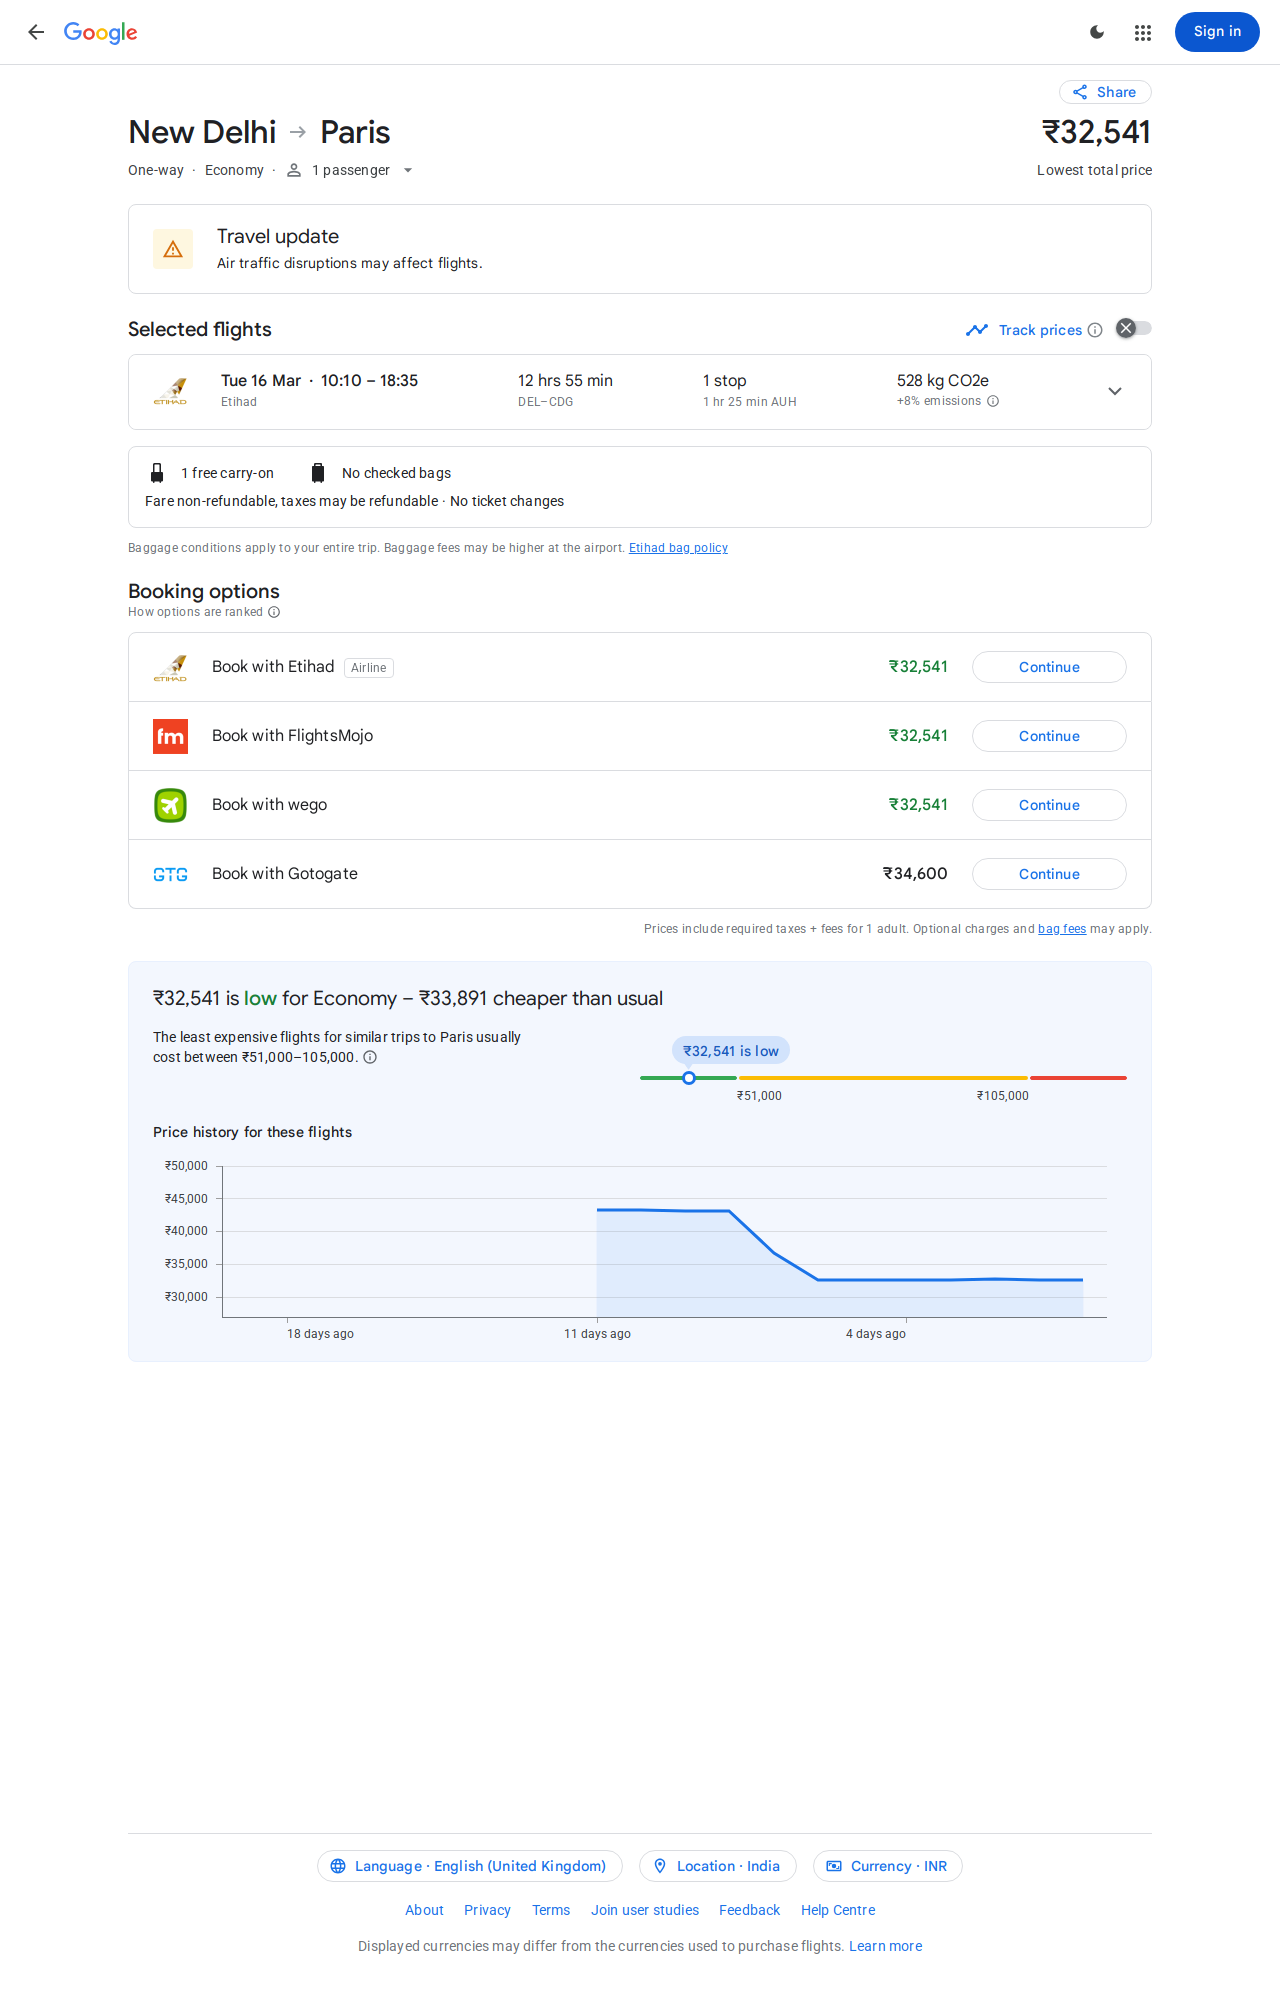 Google
Sign in
Share
New Delhi → Paris
₹32,541
One-way · Economy · 1 passenger
Lowest total price
Travel update
Air traffic disruptions may affect flights.
Selected flights
Track prices
ETIHAD
Tue 16 Mar · 10:10 – 18:35
12 hrs 55 min
1 stop
528 kg CO2e
Etihad
DEL–CDG
1 hr 25 min AUH
+8% emissions
1 free carry-on
No checked bags
Fare non-refundable, taxes may be refundable · No ticket changes
Baggage conditions apply to your entire trip. Baggage fees may be higher at the airport. Etihad bag policy
Booking options
How options are ranked
ETIHAD
Book with Etihad Airline
₹32,541
Continue
fm
Book with FlightsMojo
₹32,541
Continue
Book with wego
₹32,541
Continue
GTG
Book with Gotogate
₹34,600
Continue
Prices include required taxes + fees for 1 adult. Optional charges and bag fees may apply.
₹32,541 is low for Economy – ₹33,891 cheaper than usual
The least expensive flights for similar trips to Paris usually
cost between ₹51,000–105,000.
₹32,541 is low
₹51,000
₹105,000
Price history for these flights
₹50,000
₹45,000
₹40,000
₹35,000
₹30,000
18 days ago
11 days ago
4 days ago
Language · English (United Kingdom)
Location · India
Currency · INR
About
Privacy
Terms
Join user studies
Feedback
Help Centre
Displayed currencies may differ from the currencies used to purchase flights. Learn more